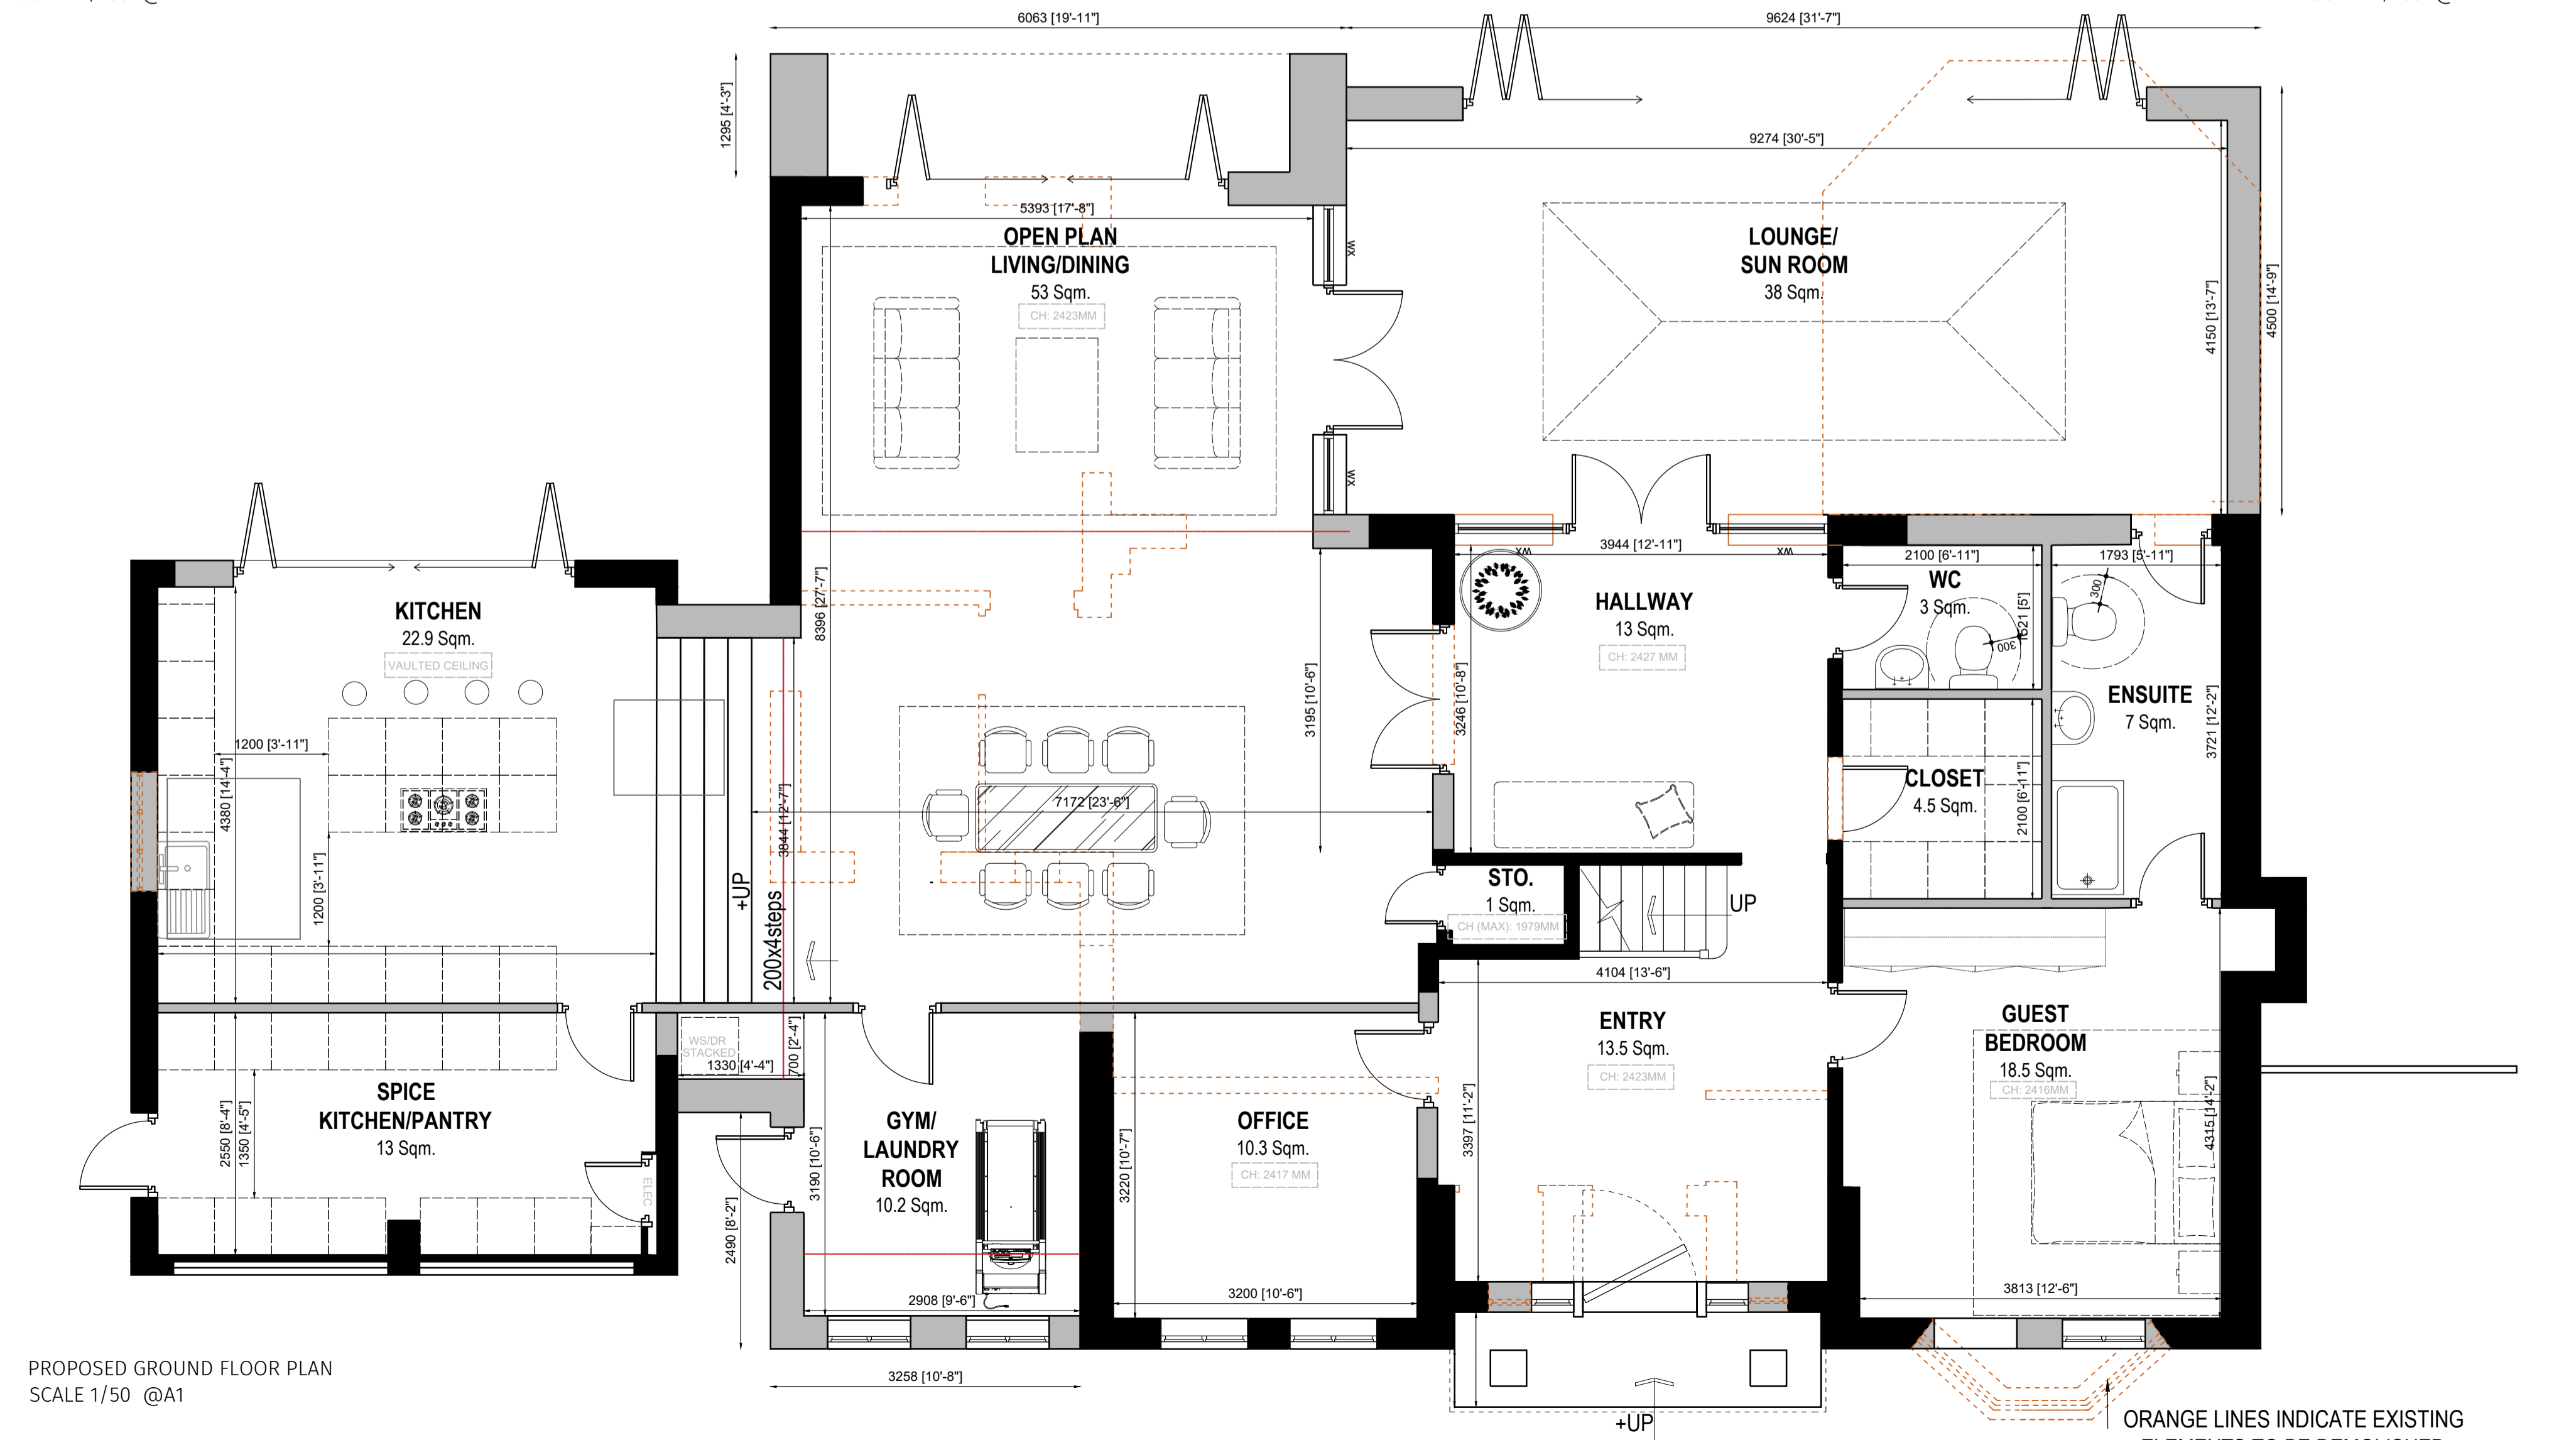 6063 [19'-11"]
9624 [31'-7"]
1295 [4'-3"]
9274 [30'-5"]
5393 [17'-8"]
OPEN PLAN
LIVING/DINING
53 Sqm.
CH: 2423MM
WX
WX
LOUNGE/
SUN ROOM
38 Sqm.
4150 [13'-7"]
4500 [14'-9"]
WX
WX
3944 [12'-11"]
2100 [6'-11"]
1793 [5'-11"]
KITCHEN
22.9 Sqm.
VAULTED CEILING
8396 [27'-7"]
HALLWAY
13 Sqm.
CH: 2427 MM
WC
3 Sqm.
1521 [5']
300
300
ENSUITE
7 Sqm.
3721 [12'-2"]
3195 [10'-6"]
3246 [10'-8"]
1200 [3'-11"]
4380 [14'-4"]
1200 [3'-11"]
3844 [12'-7"]
7172 [23'-6"]
CLOSET
4.5 Sqm.
2100 [6'-11"]
+UP
200x4steps
STO.
1 Sqm.
CH (MAX): 1979MM
UP
4104 [13'-6"]
ENTRY
13.5 Sqm.
CH: 2423MM
GUEST
BEDROOM
18.5 Sqm.
CH: 2416MM
WS/DR
STACKED
1330 [4'-4"]
700 [2'-4"]
SPICE
KITCHEN/PANTRY
13 Sqm.
2550 [8'-4"]
1350 [4'-5"]
ELEC
GYM/
LAUNDRY
ROOM
10.2 Sqm.
3190 [10'-6"]
2490 [8'-2"]
OFFICE
10.3 Sqm.
CH: 2417 MM
3220 [10'-7"]
3397 [11'-2"]
4315 [14'-2"]
2908 [9'-6"]
3200 [10'-6"]
3813 [12'-6"]
3258 [10'-8"]
PROPOSED GROUND FLOOR PLAN
SCALE 1/50 @A1
+UP
ORANGE LINES INDICATE EXISTING